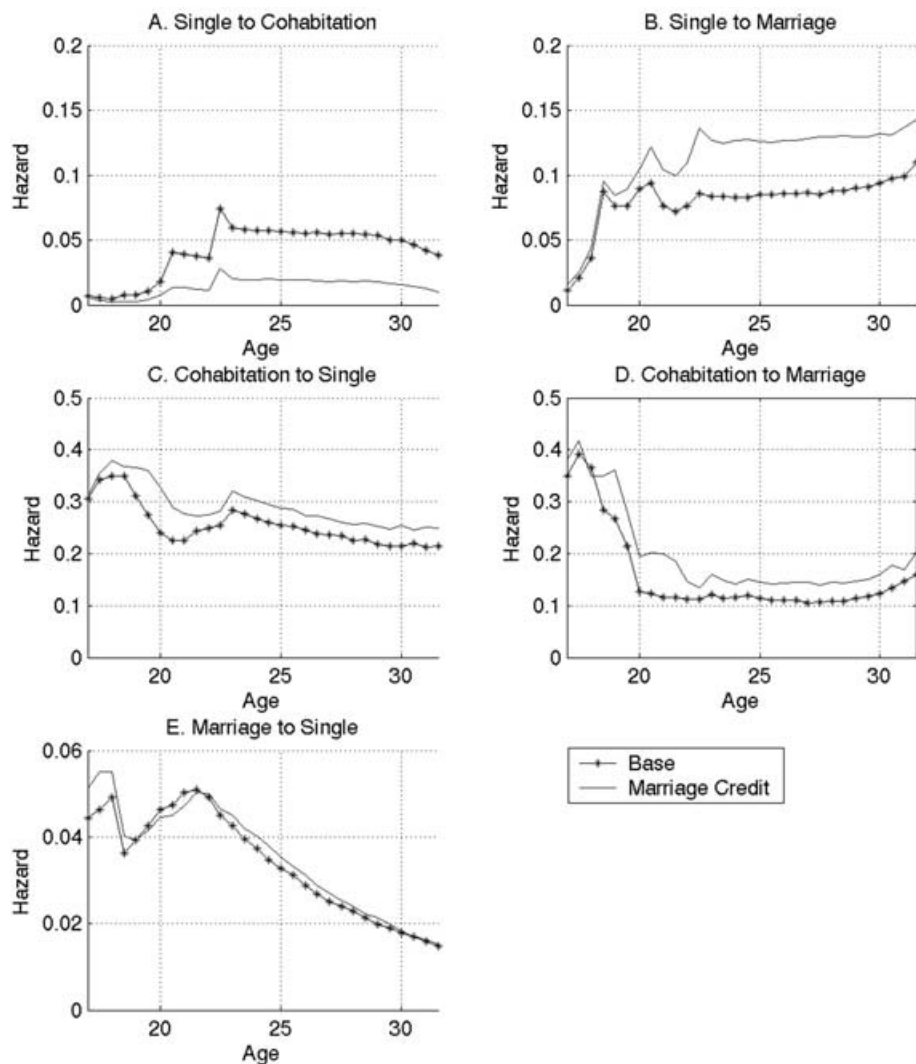 A. Single to Cohabitation
0.2
0.15
0.1
0.05
0
Hazard
20
25
30
Age
B. Single to Marriage
0.2
0.15
0.1
0.05
0
Hazard
20
25
30
Age
C. Cohabitation to Single
0.5
0.4
0.3
0.2
0.1
0
Hazard
20
25
30
Age
D. Cohabitation to Marriage
0.5
0.4
0.3
0.2
0.1
0
Hazard
20
25
30
Age
E. Marriage to Single
0.06
0.04
0.02
0
Hazard
20
25
30
Age
Base
Marriage Credit